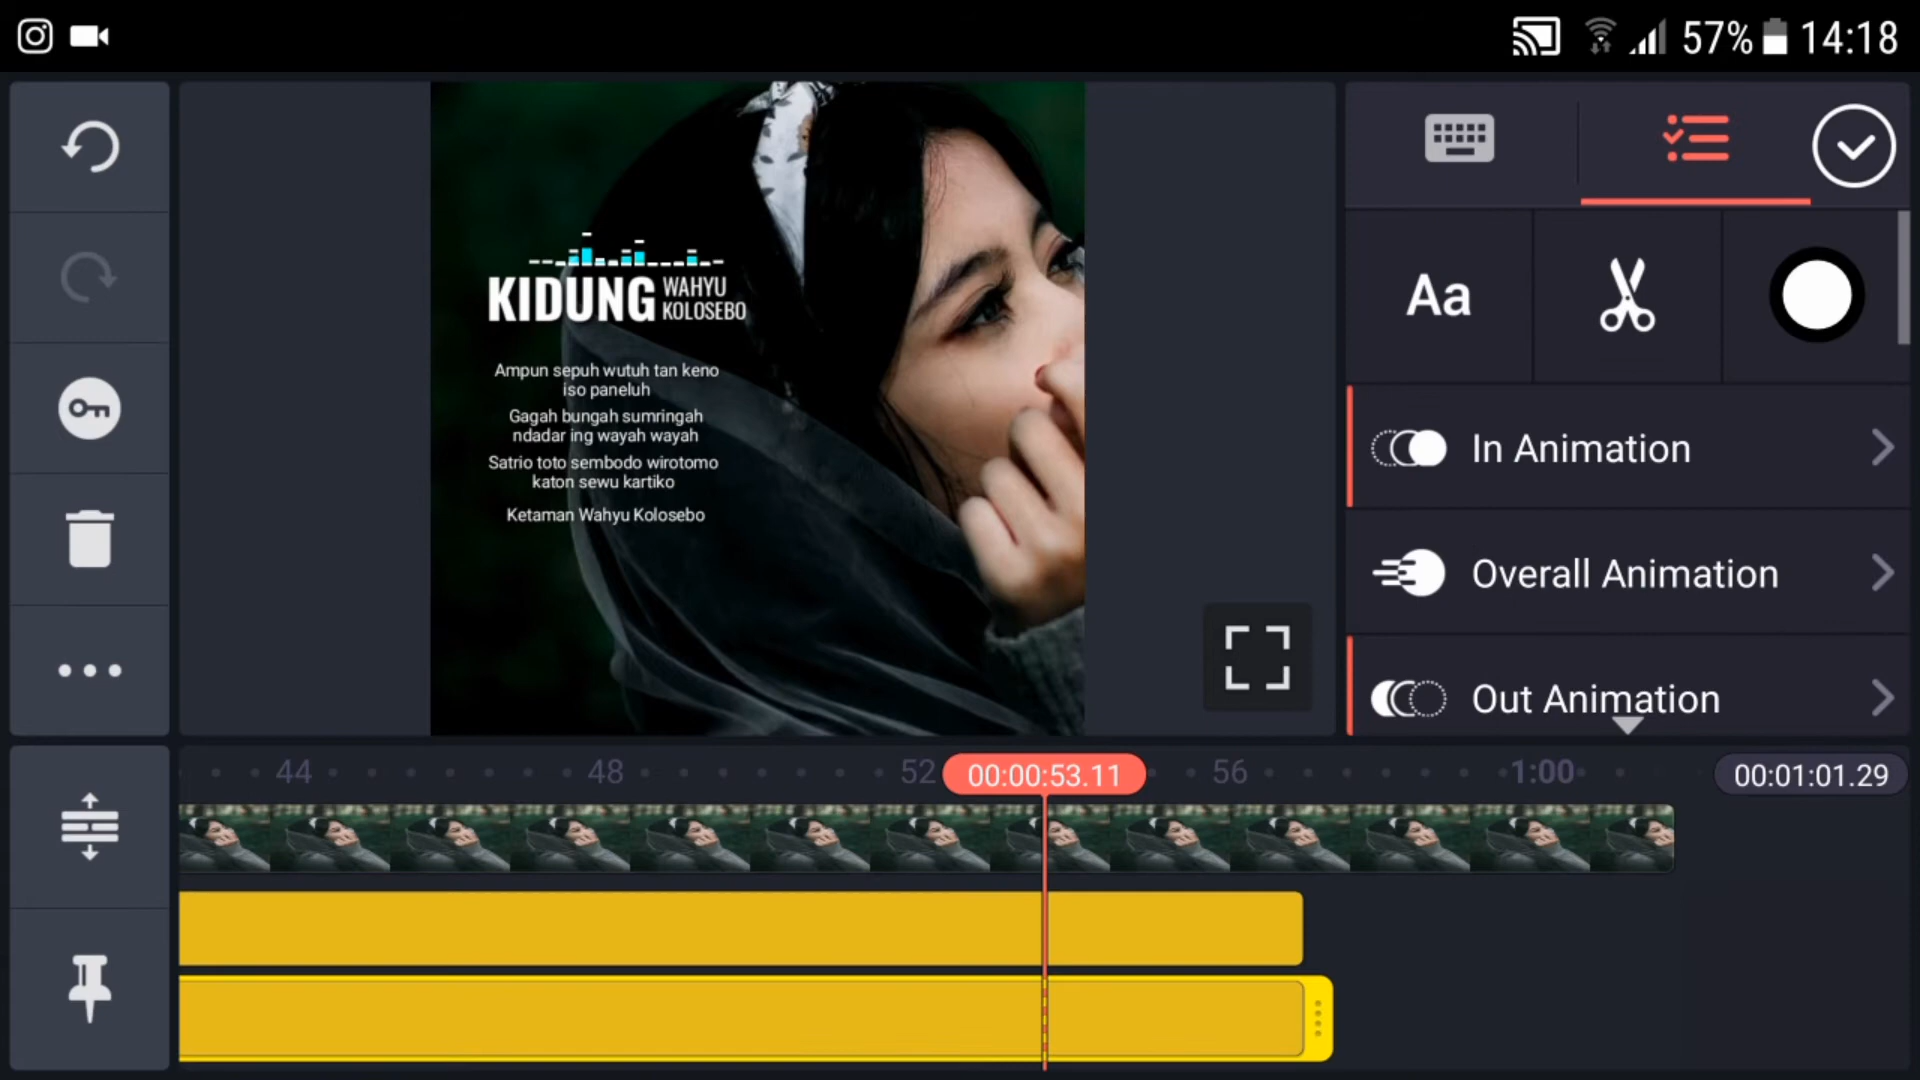 57% 14:18
KIDUNG WAHYU
KOLOSEBO
Ampun sepuh wutuh tan keno
iso paneluh
Gagah bungah sumringah
ndadar ing wayah wayah
Satrio toto sembodo wirotomo
katon sewu kartiko
Ketaman Wahyu Kolosebo
Aa
In Animation
Overall Animation
Out Animation
44 48 52 00:00:53.11 56 1:00 00:01:01.29